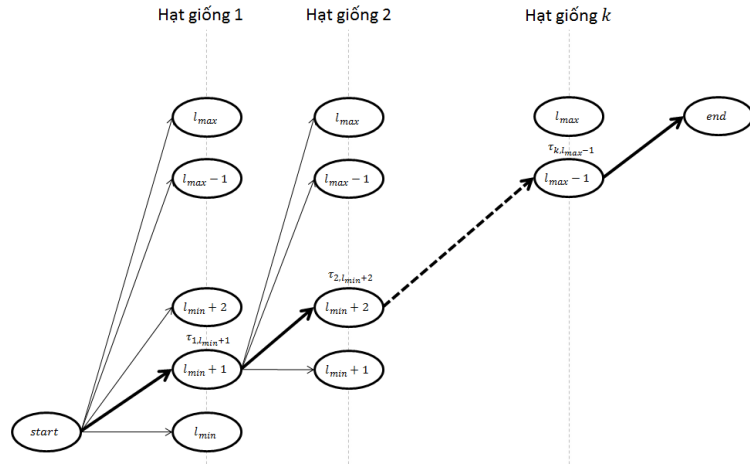 Hạt giống 1 Hạt giống 2 Hạt giống k
l_max l_max l_max end
τ_{k,l_max−1}
l_max − 1 l_max − 1 l_max − 1
τ_{2,l_min+2}
l_min + 2 l_min + 2
τ_{1,l_min+1}
l_min + 1 l_min + 1
start l_min